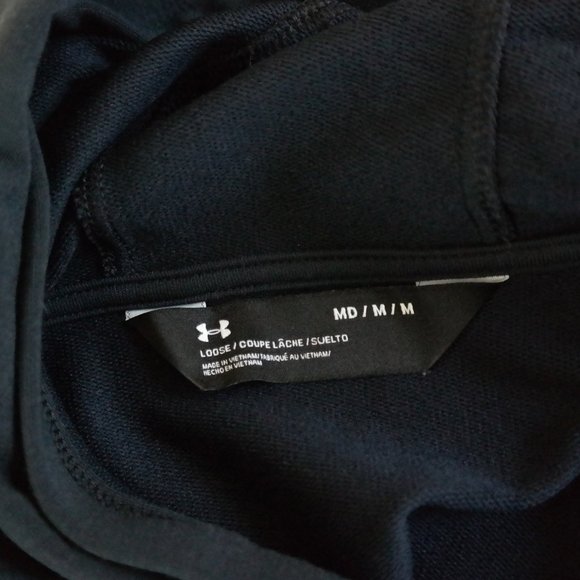 MD / M / M
LOOSE / COUPE LÂCHE / SUELTO
MADE IN VIETNAM/FABRIQUÉ AU VIETNAM/
HECHO EN VIETNAM